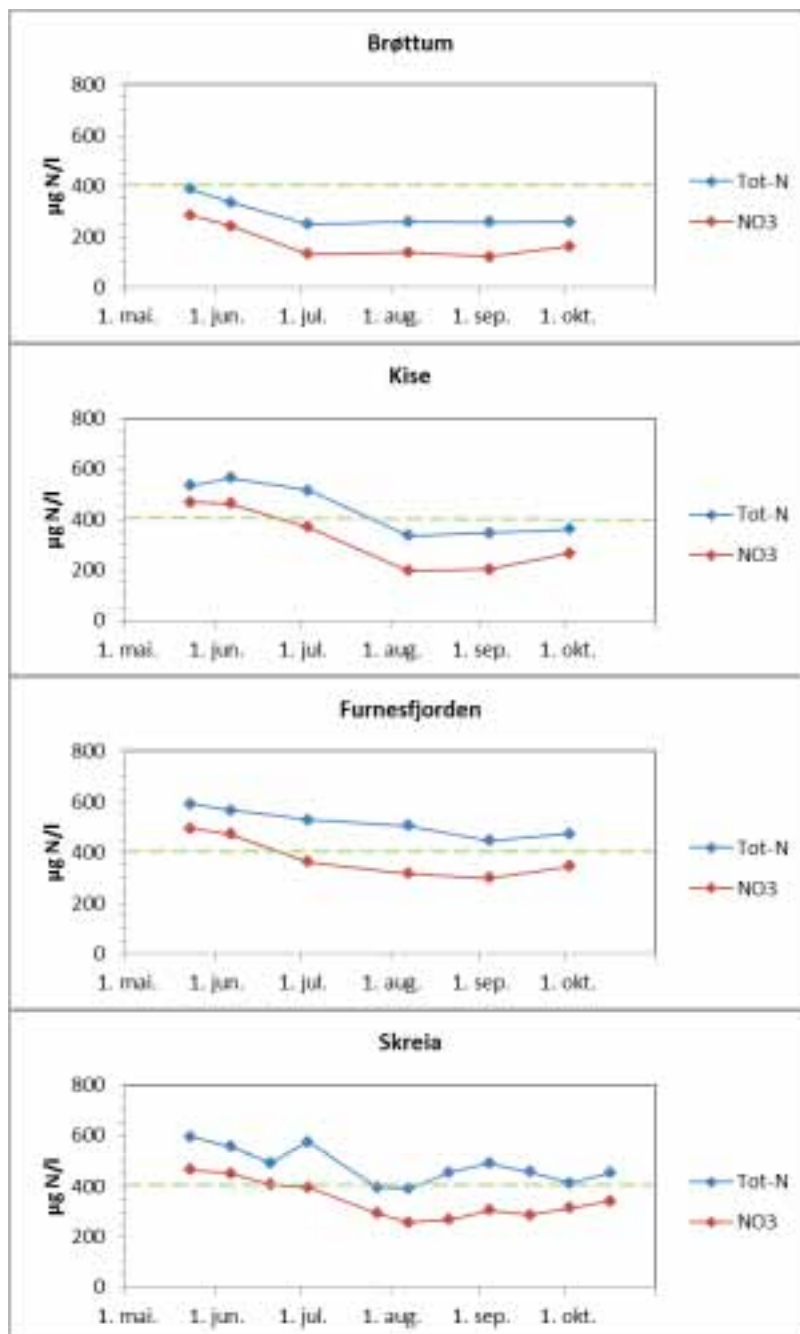 Brøttum
800
600
400
200
0
µg N/l
1. mai. 1. jun. 1. jul. 1. aug. 1. sep. 1. okt.
Tot-N
NO3
Kise
800
600
400
200
0
µg N/l
1. mai. 1. jun. 1. jul. 1. aug. 1. sep. 1. okt.
Tot-N
NO3
Furnesfjorden
800
600
400
200
0
µg N/l
1. mai. 1. jun. 1. jul. 1. aug. 1. sep. 1. okt.
Tot-N
NO3
Skreia
800
600
400
200
0
µg N/l
1. mai. 1. jun. 1. jul. 1. aug. 1. sep. 1. okt.
Tot-N
NO3